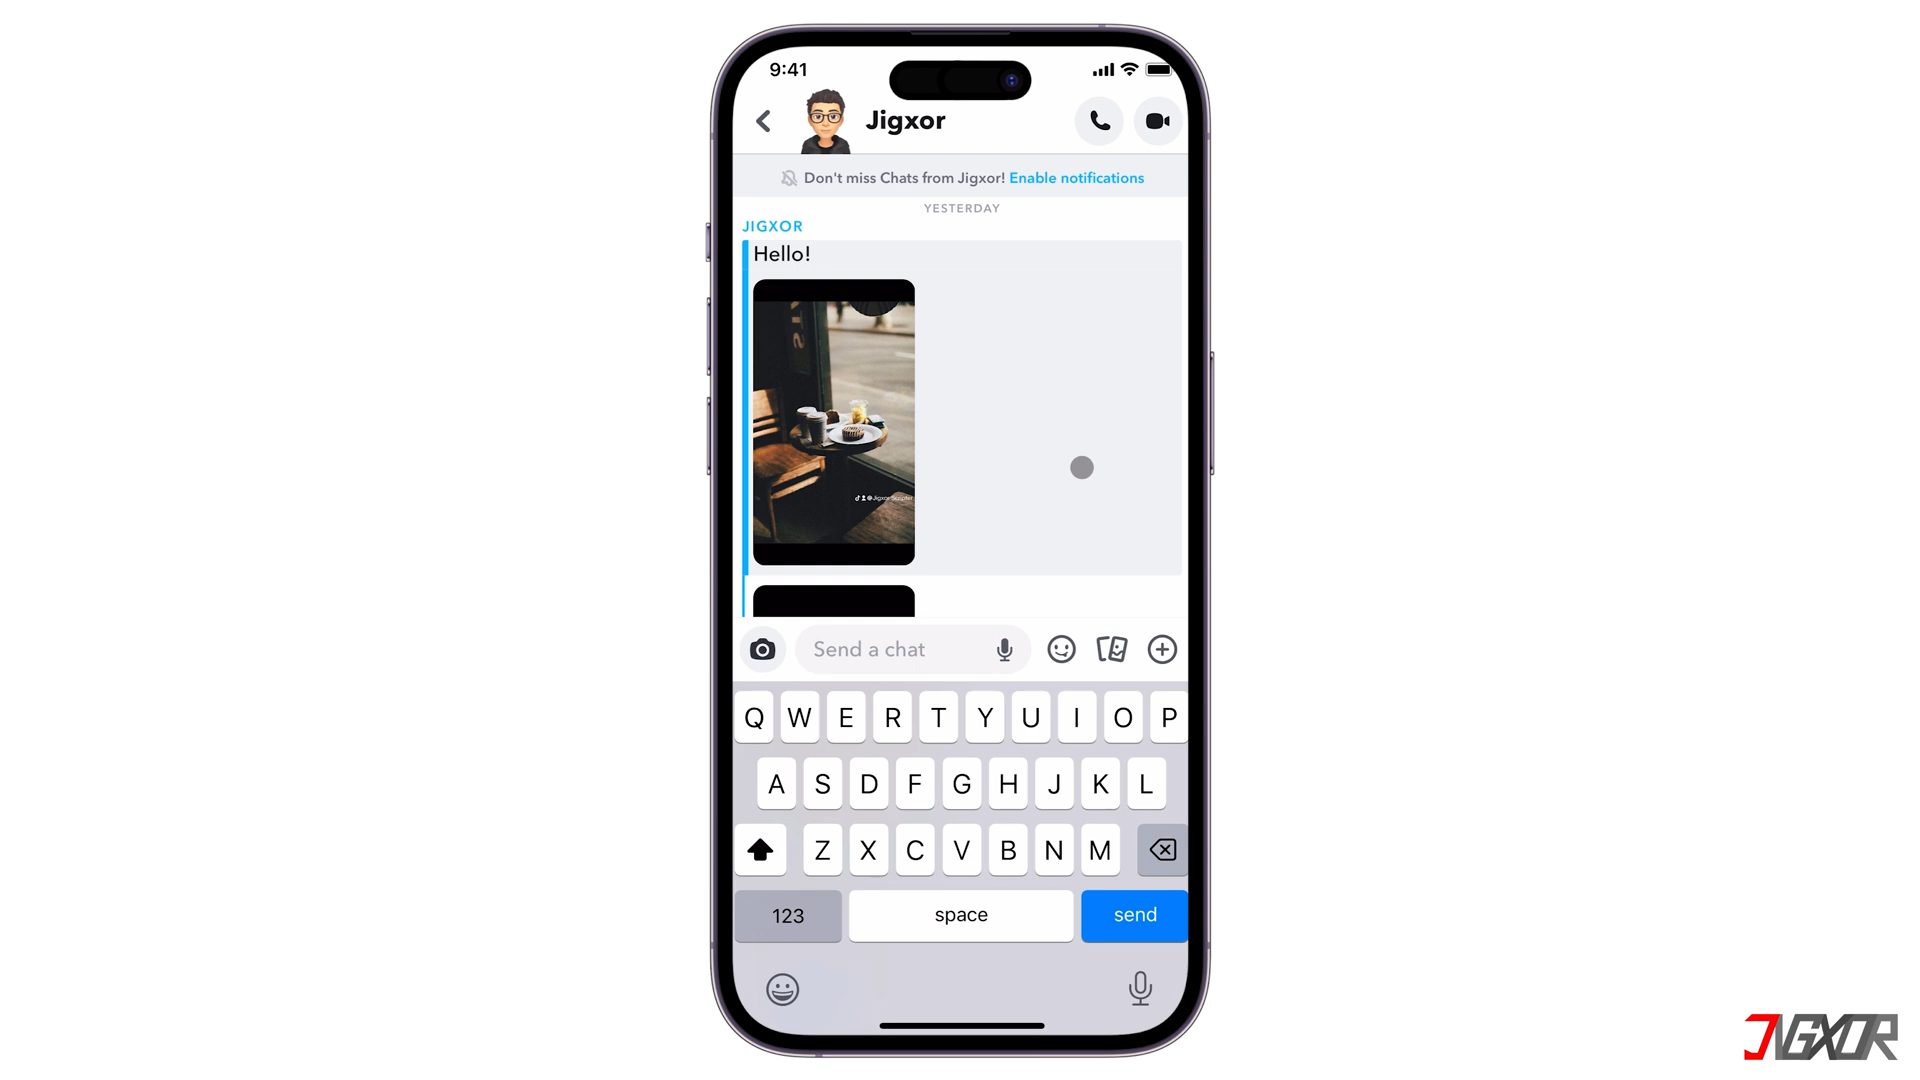 9:41
Jigxor
Don't miss Chats from Jigxor! Enable notifications
YESTERDAY
JIGXOR
Hello!
Send a chat
Q W E R T Y U I O P
A S D F G H J K L
Z X C V B N M
123 space send
JIGXOR